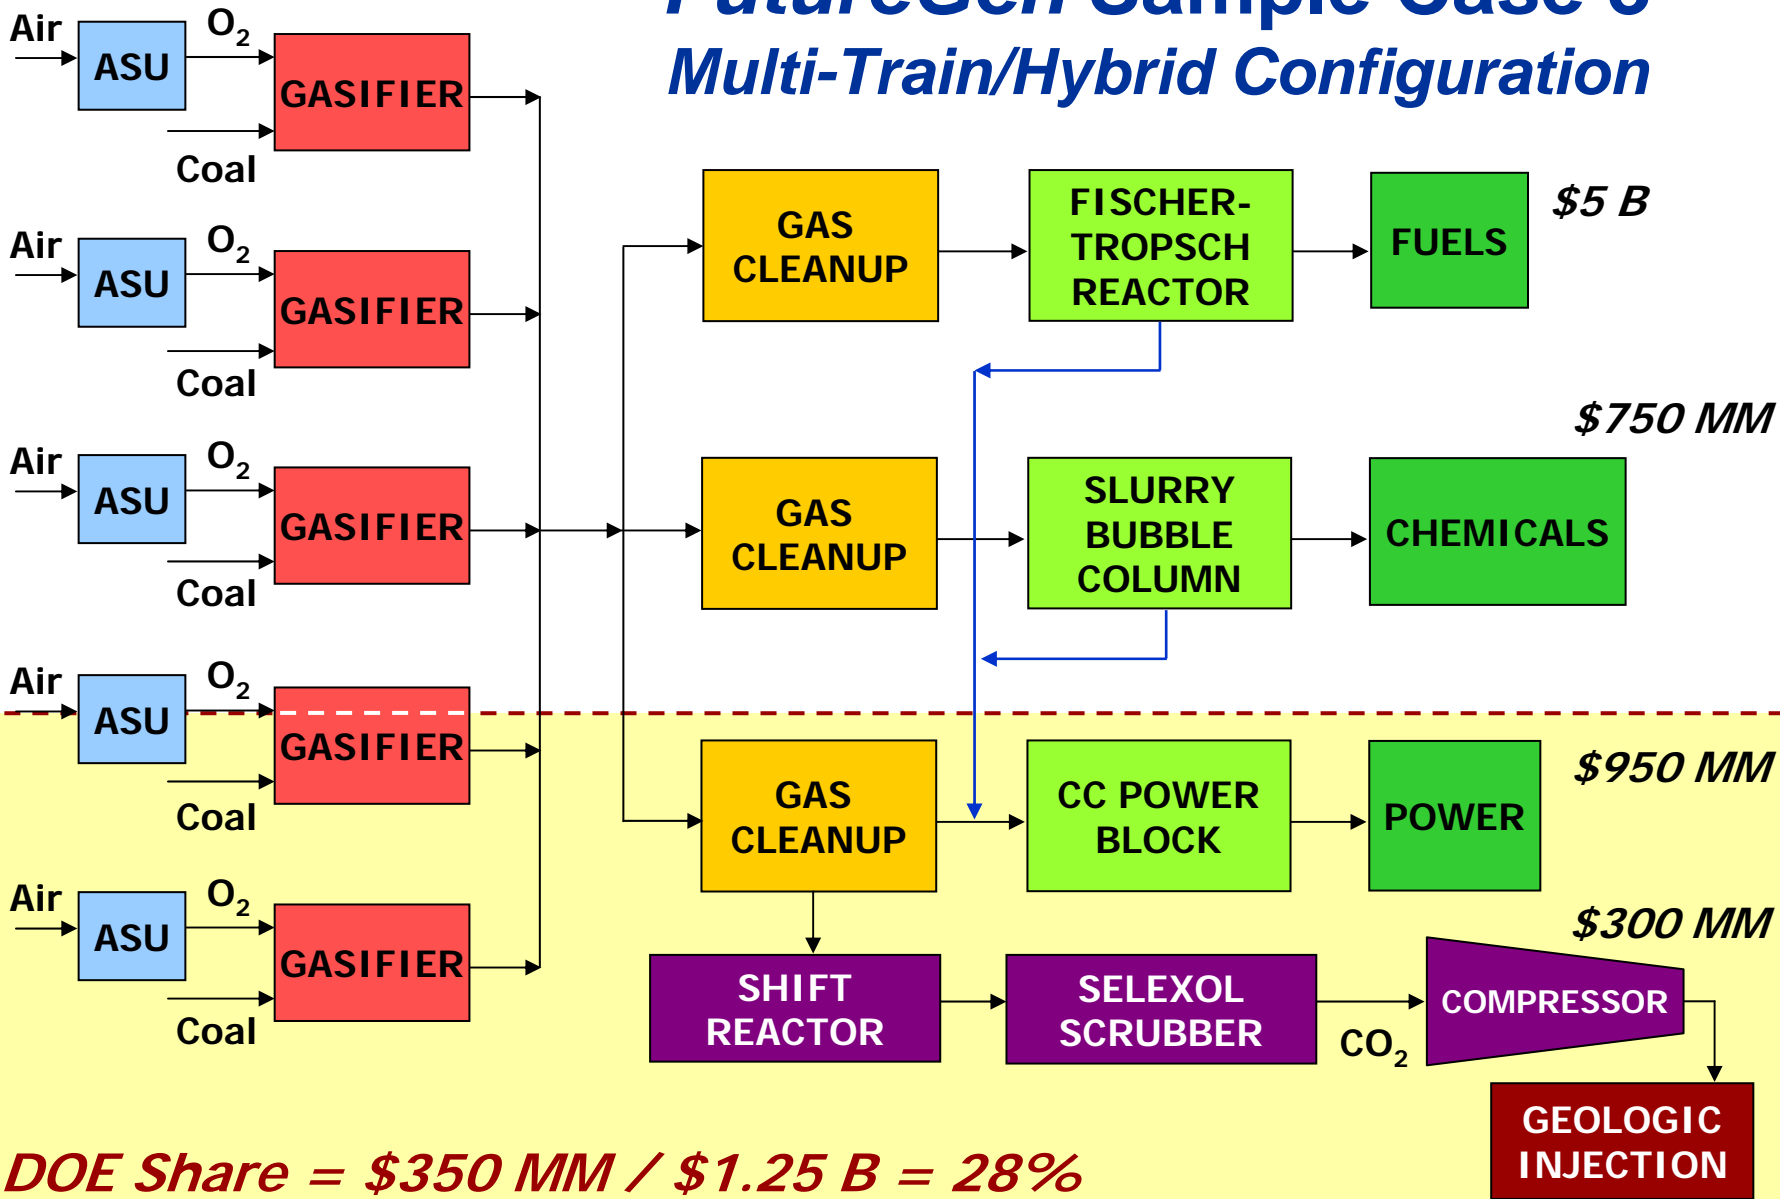 FutureGen Sample Case
Multi-Train/Hybrid Configuration
Air
ASU
O2
GASIFIER
Coal
Air
ASU
O2
GASIFIER
Coal
Air
ASU
O2
GASIFIER
Coal
Air
ASU
O2
GASIFIER
Coal
Air
ASU
O2
GASIFIER
Coal
GAS
CLEANUP
FISCHER-
TROPSCH
REACTOR
FUELS
$5 B
GAS
CLEANUP
SLURRY
BUBBLE
COLUMN
CHEMICALS
$750 MM
GAS
CLEANUP
CC POWER
BLOCK
POWER
$950 MM
SHIFT
REACTOR
SELEXOL
SCRUBBER
CO2
COMPRESSOR
$300 MM
GEOLOGIC
INJECTION
DOE Share = $350 MM / $1.25 B = 28%